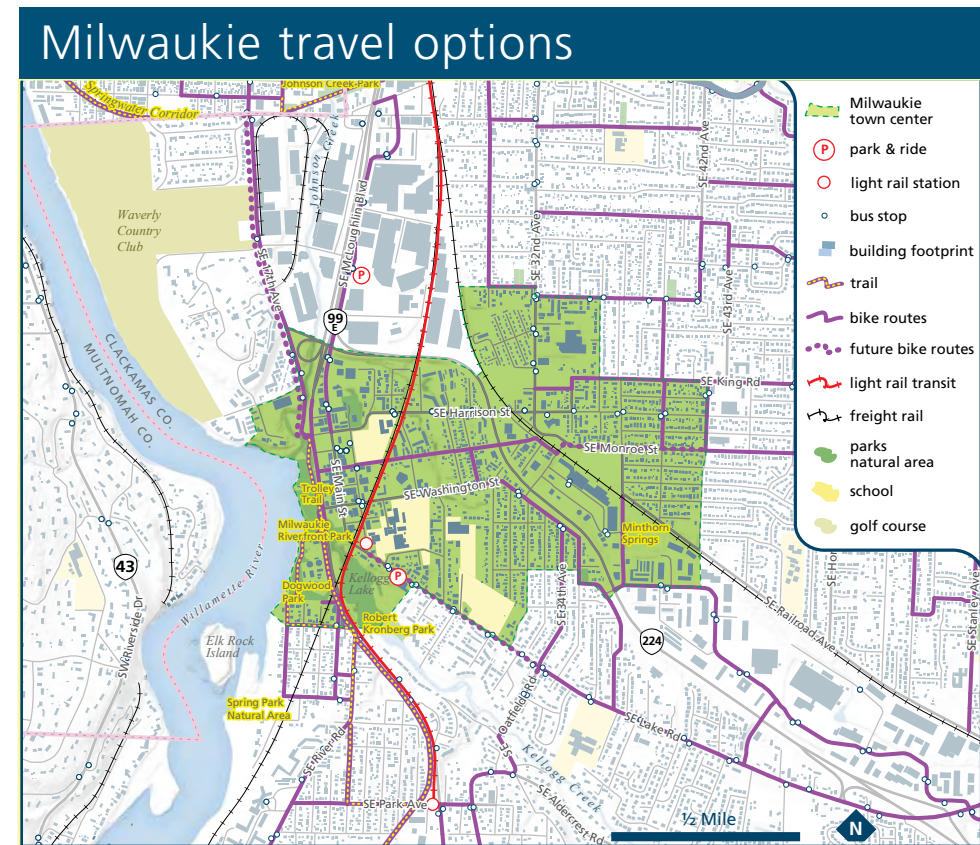 Milwaukie travel options
Johnson Creek Park
Springwater Corridor
Johnson Creek
SE McLoughlin Blvd
SE 42nd Ave
SE 32nd Ave
Waverly
Country
Club
SE 17th Ave
P
SE 43rd Ave
99
E
CLACKAMAS CO.
MULTNOMAH CO.
SE King Rd
SE Harrison St
SE Monroe St
SE Main St
SE Washington St
Trolley
Trail
Milwaukie
Riverfront Park
Minthorn
Springs
43
Willamette River
Kellogg
Lake
P
Dogwood
Park
SE 34th Ave
Robert
Kronberg Park
SE Railroad Ave
SE Stanley Ave
SW Riverside Dr
Elk Rock
Island
224
Spring Park
Natural Area
SE Oatfield Rd
SE Lake Rd
SE River Rd
Kellogg Creek
SE Park Ave
SE Aldercrest Rd
½ Mile
N
Milwaukie
town center
P
park & ride
light rail station
bus stop
building footprint
trail
bike routes
future bike routes
light rail transit
freight rail
parks
natural area
school
golf course